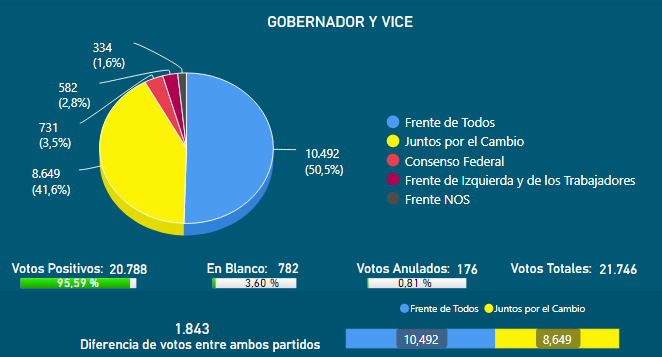 GOBERNADOR Y VICE
334
(1,6%)
582
(2,8%)
731
(3,5%)
8.649
(41,6%)
10.492
(50,5%)
Frente de Todos
Juntos por el Cambio
Consenso Federal
Frente de Izquierda y de los Trabajadores
Frente NOS
Votos Positivos: 20.788
95,59 %
En Blanco: 782
3,60 %
Votos Anulados: 176
0,81 %
Votos Totales: 21.746
1.843
Diferencia de votos entre ambos partidos
Frente de Todos Juntos por el Cambio
10,492 8,649